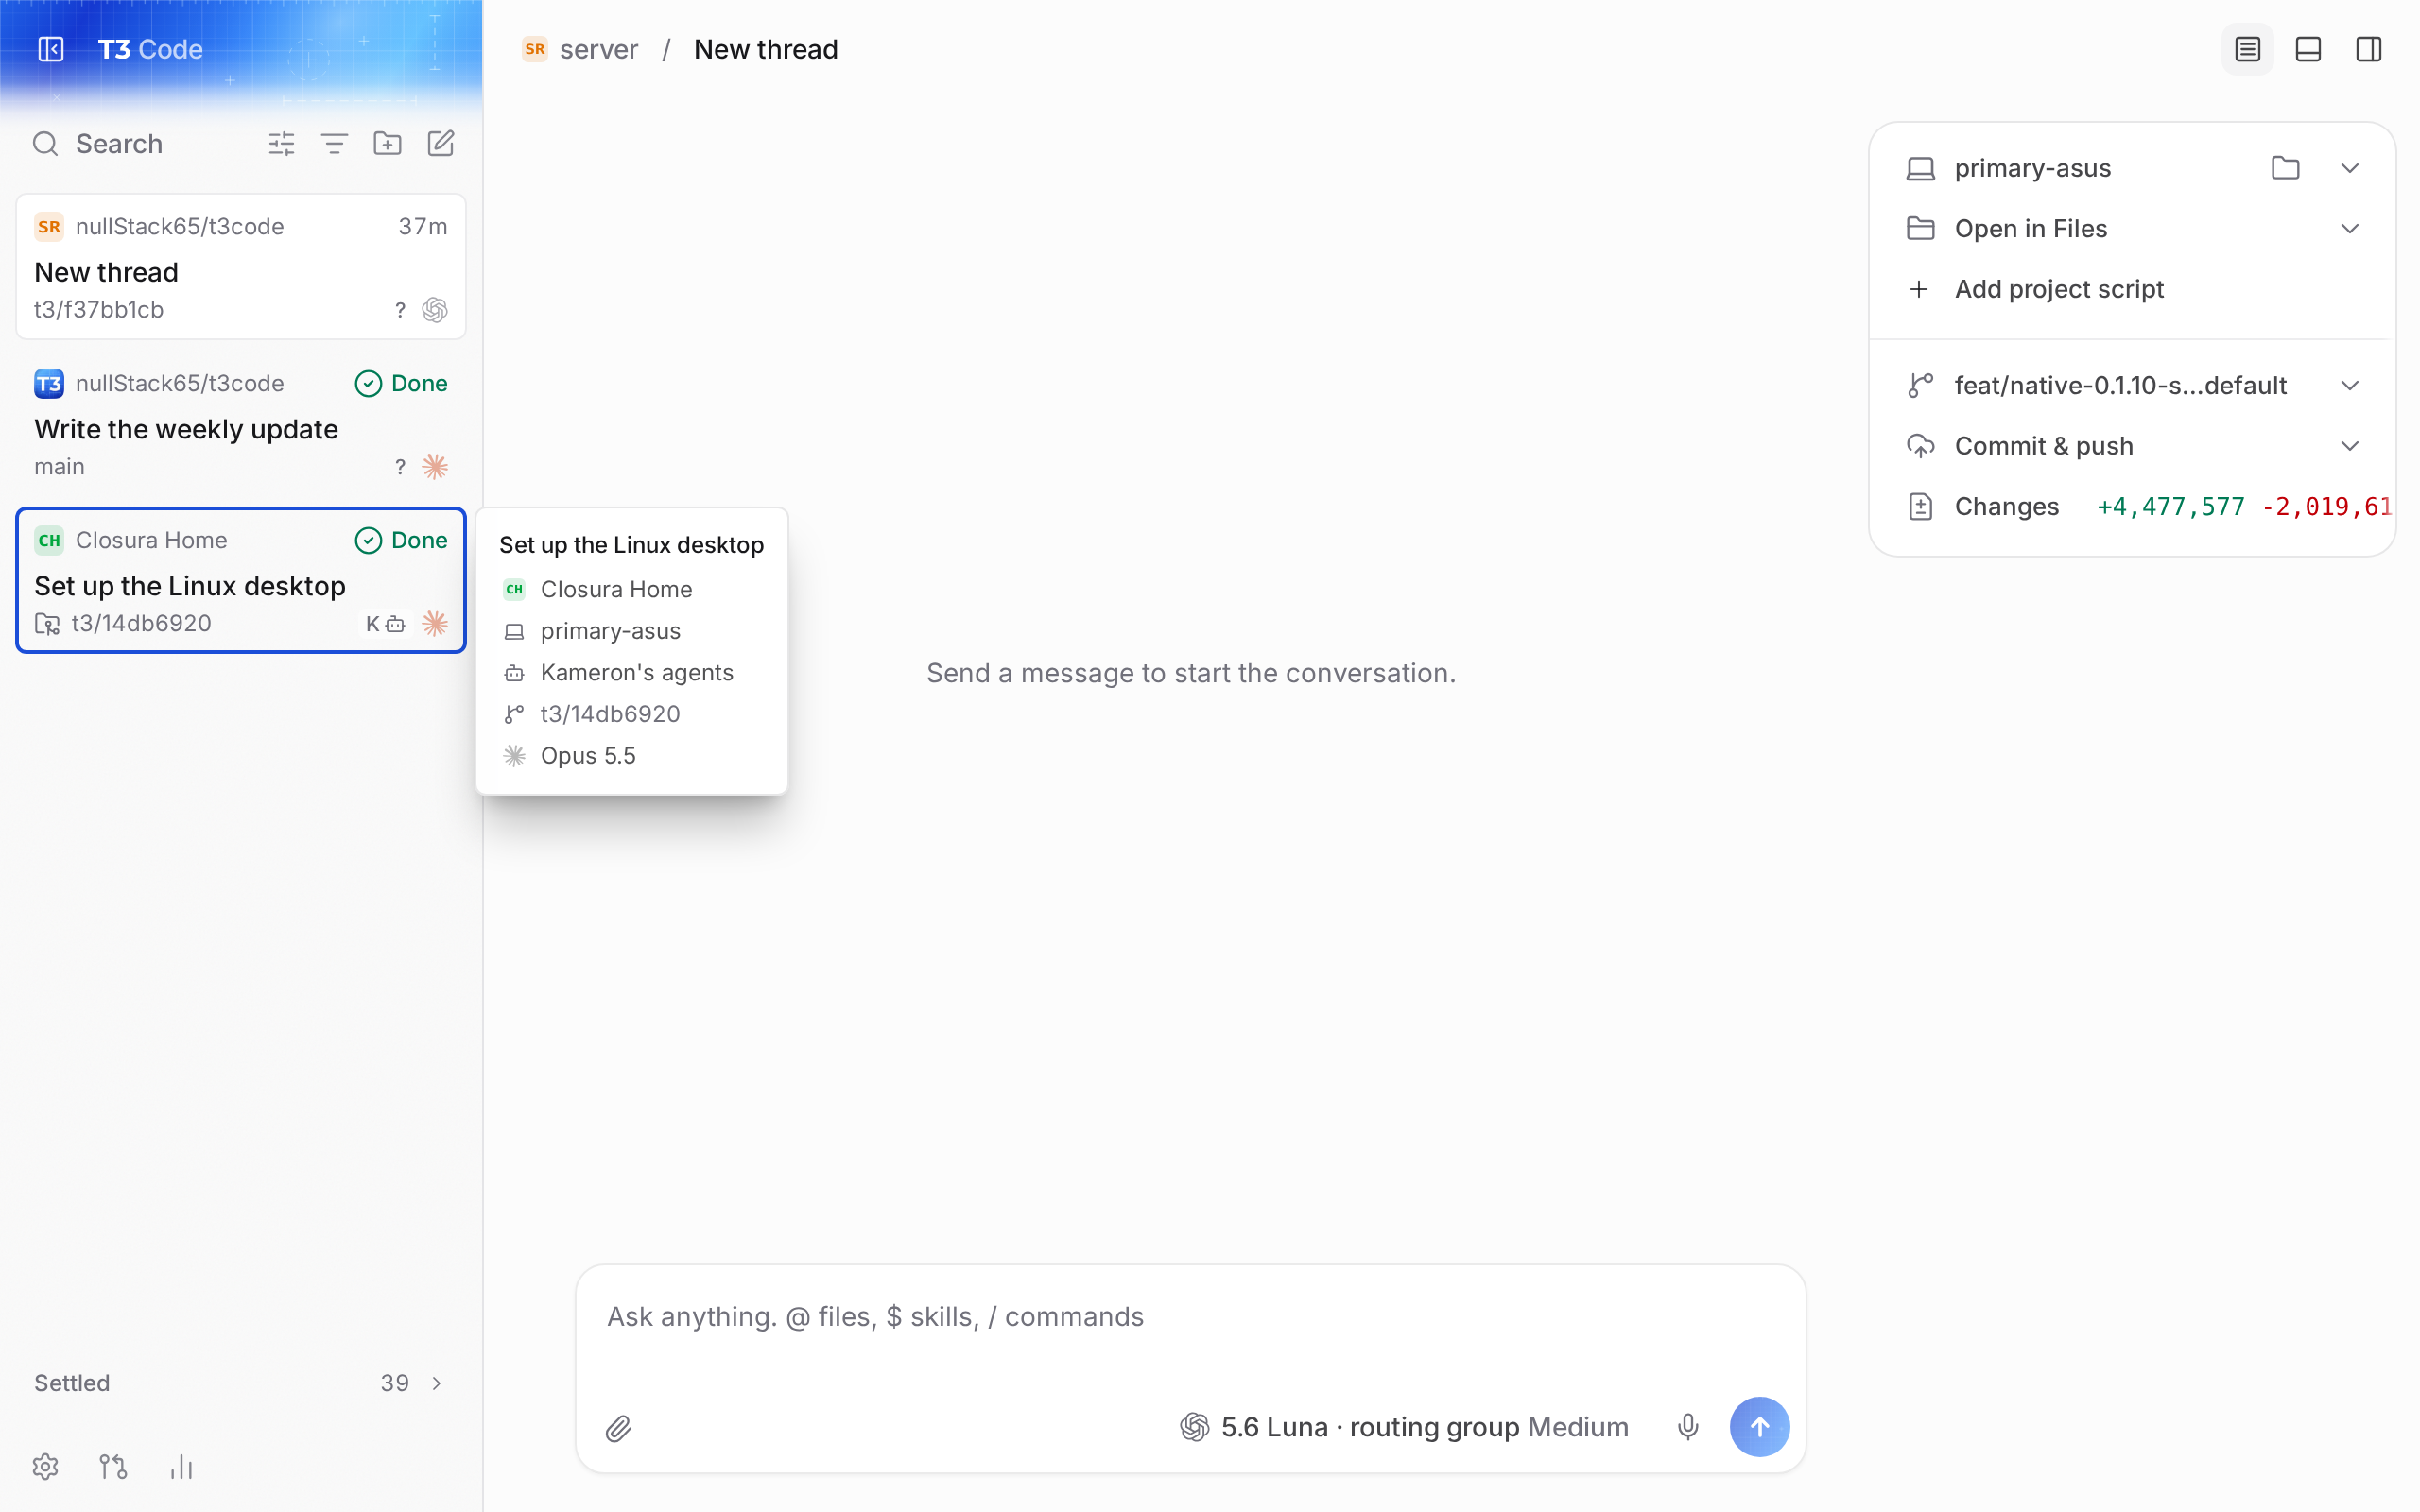 T3 Code
Search
SR nullStack65/t3code 37m
New thread
t3/f37bb1cb ?
T3 nullStack65/t3code Done
Write the weekly update
main ?
CH Closura Home Done
Set up the Linux desktop
t3/14db6920 K
Settled 39
SR server / New thread
Set up the Linux desktop
CH Closura Home
primary-asus
Kameron's agents
t3/14db6920
Opus 5.5
Send a message to start the conversation.
Ask anything. @ files, $ skills, / commands
5.6 Luna · routing group Medium
primary-asus
Open in Files
+ Add project script
feat/native-0.1.10-s...default
Commit & push
Changes +4,477,577 -2,019,61